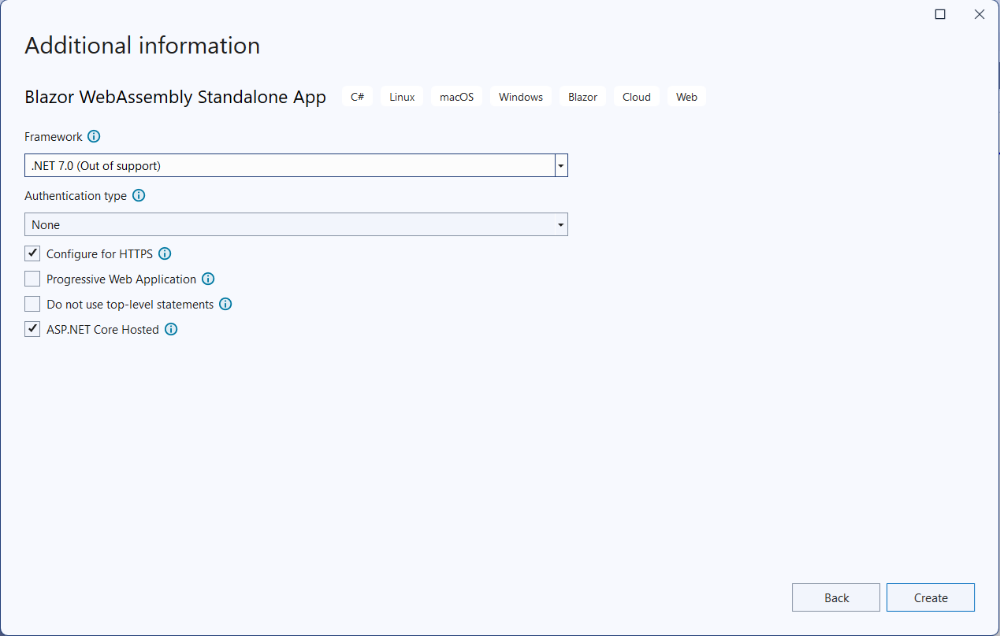 Additional information
Blazor WebAssembly Standalone App C# Linux macOS Windows Blazor Cloud Web
Framework
.NET 7.0 (Out of support)
Authentication type
None
Configure for HTTPS
Progressive Web Application
Do not use top-level statements
ASP.NET Core Hosted
Back Create